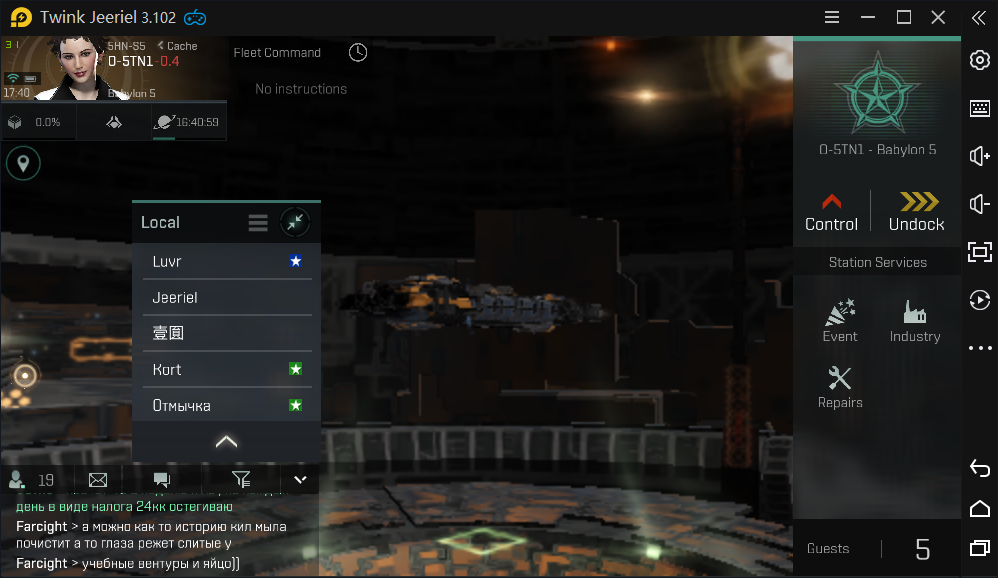 Twink Jeeriel 3.102
5HN-S5 < Cache
O-5TN1 -0.4
Babylon 5
17:40
Fleet Command
No instructions
0.0%
16:40:59
O-5TN1 - Babylon 5
Control
Undock
Station Services
Event
Industry
Repairs
Local
Luvr
Jeeriel
壹圓
Kort
Отмычка
19
день в виде налога 24кк остегиваю
Farcight > а можно как то историю кил мыла
почистит а то глаза режет слитые у
Farcight > учебные вентуры и яйцо]]
Guests
5